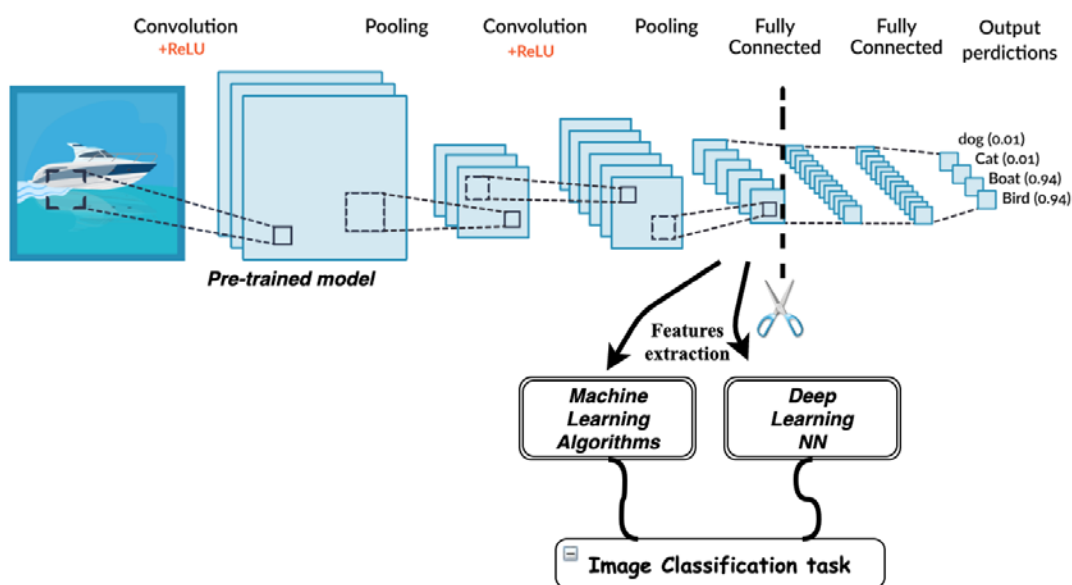 Convolution
+ReLU
Pooling
Convolution
+ReLU
Pooling
Fully
Connected
Fully
Connected
Output
perdictions
dog (0.01)
Cat (0.01)
Boat (0.94)
Bird (0.94)
Pre-trained model
Features
extraction
Machine
Learning
Algorithms
Deep
Learning
NN
Image Classification task